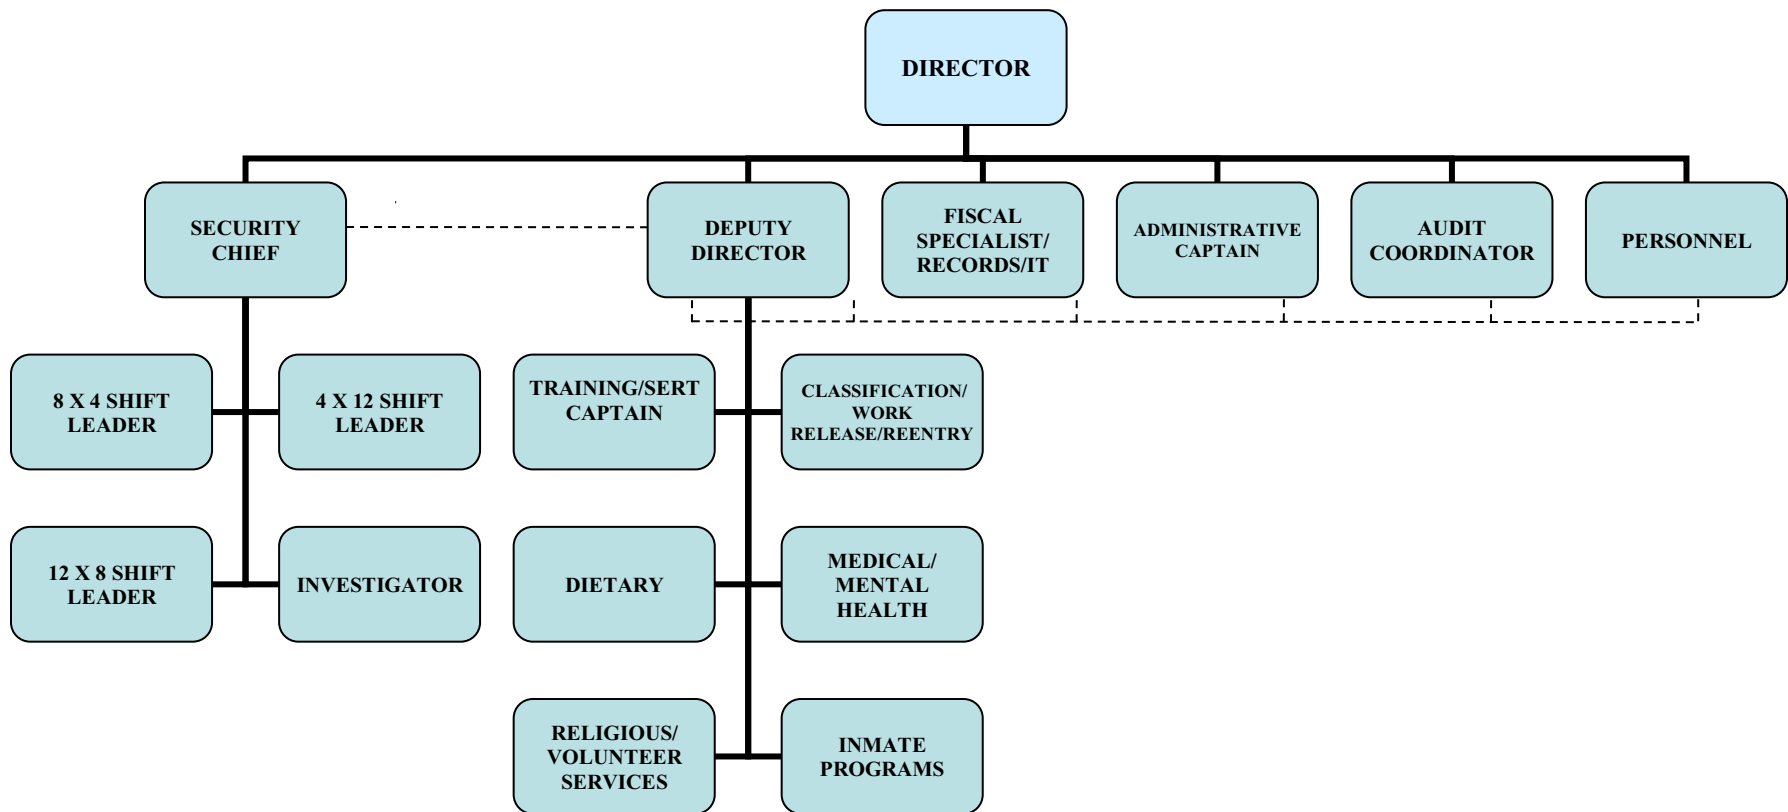 DIRECTOR
SECURITY
CHIEF
DEPUTY
DIRECTOR
FISCAL
SPECIALIST/
RECORDS/IT
ADMINISTRATIVE
CAPTAIN
AUDIT
COORDINATOR
PERSONNEL
8 X 4 SHIFT
LEADER
4 X 12 SHIFT
LEADER
TRAINING/SERT
CAPTAIN
CLASSIFICATION/
WORK
RELEASE/REENTRY
12 X 8 SHIFT
LEADER
INVESTIGATOR
DIETARY
MEDICAL/
MENTAL
HEALTH
RELIGIOUS/
VOLUNTEER
SERVICES
INMATE
PROGRAMS